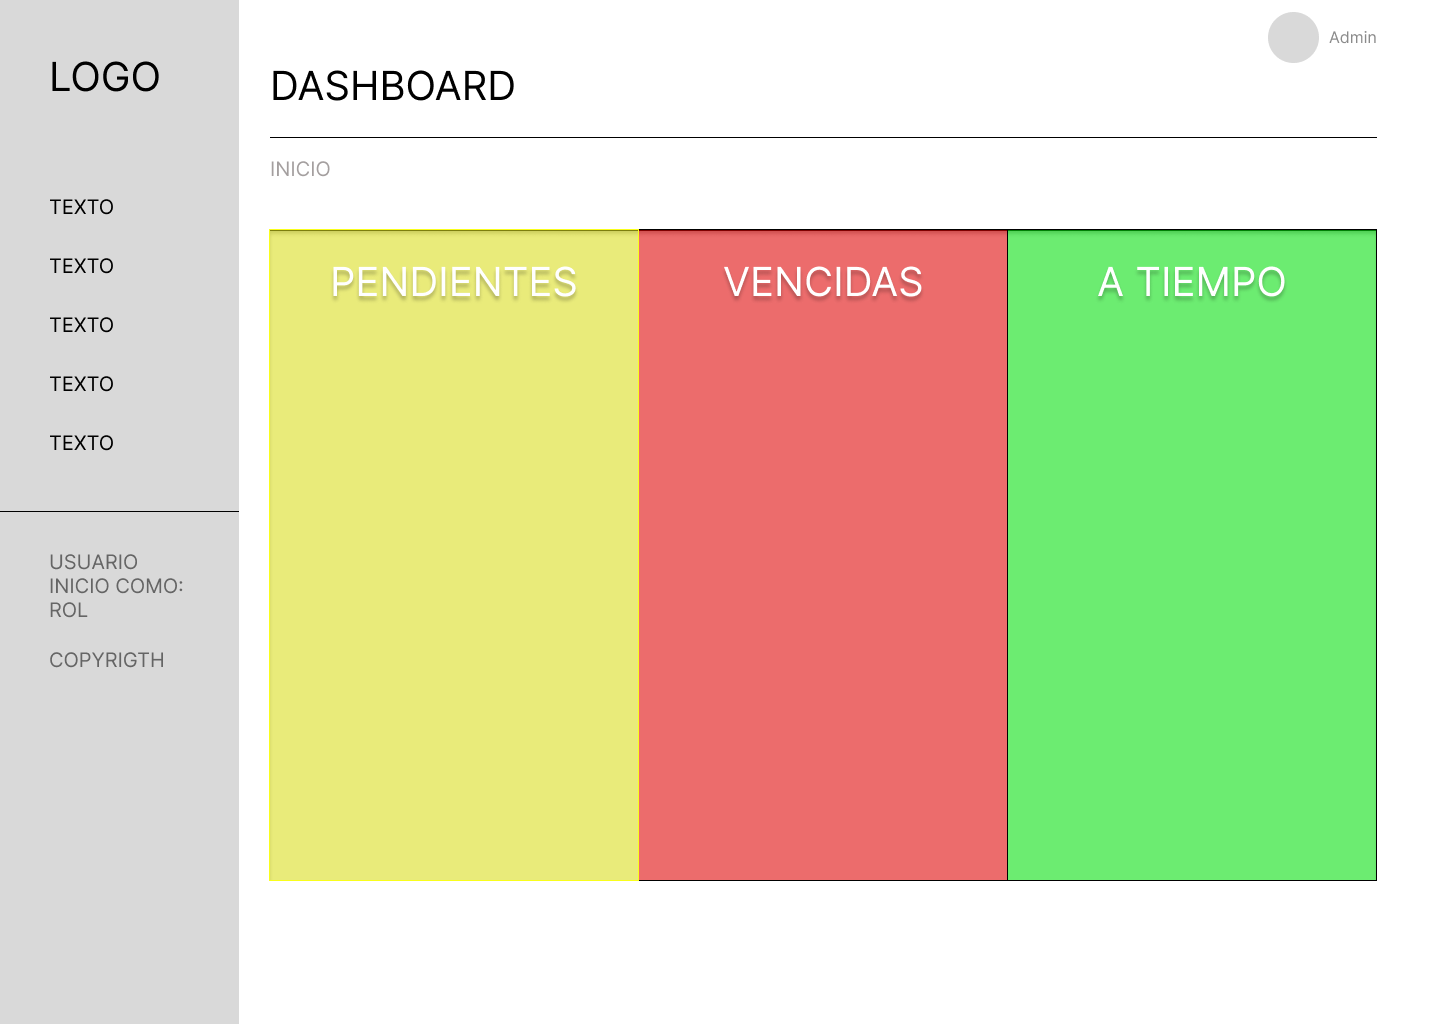 LOGO
TEXTO
TEXTO
TEXTO
TEXTO
TEXTO
USUARIO
INICIO COMO:
ROL
COPYRIGTH
Admin
DASHBOARD
INICIO
PENDIENTES
VENCIDAS
A TIEMPO